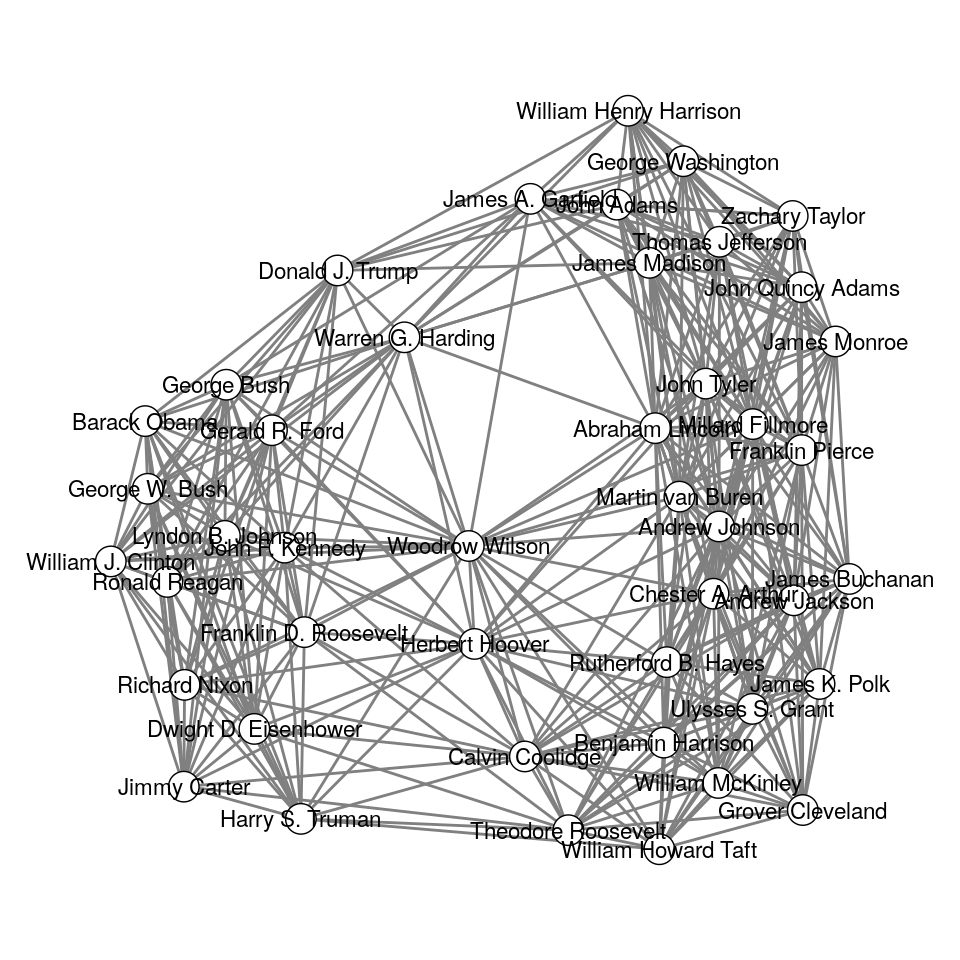 William Henry Harrison
George Washington
James A. Garfield
John Adams
Zachary Taylor
Thomas Jefferson
James Madison
Donald J. Trump
John Quincy Adams
Warren G. Harding
James Monroe
George Bush
John Tyler
Barack Obama
Gerald R. Ford
Abraham Lincoln
Millard Fillmore
Franklin Pierce
George W. Bush
Martin van Buren
Andrew Johnson
Lyndon B. Johnson
John F. Kennedy
Woodrow Wilson
William J. Clinton
Ronald Reagan
James Buchanan
Chester A. Arthur
Andrew Jackson
Franklin D. Roosevelt
Herbert Hoover
Rutherford B. Hayes
Richard Nixon
James K. Polk
Ulysses S. Grant
Dwight D. Eisenhower
Benjamin Harrison
Calvin Coolidge
William McKinley
Jimmy Carter
Grover Cleveland
Harry S. Truman
Theodore Roosevelt
William Howard Taft